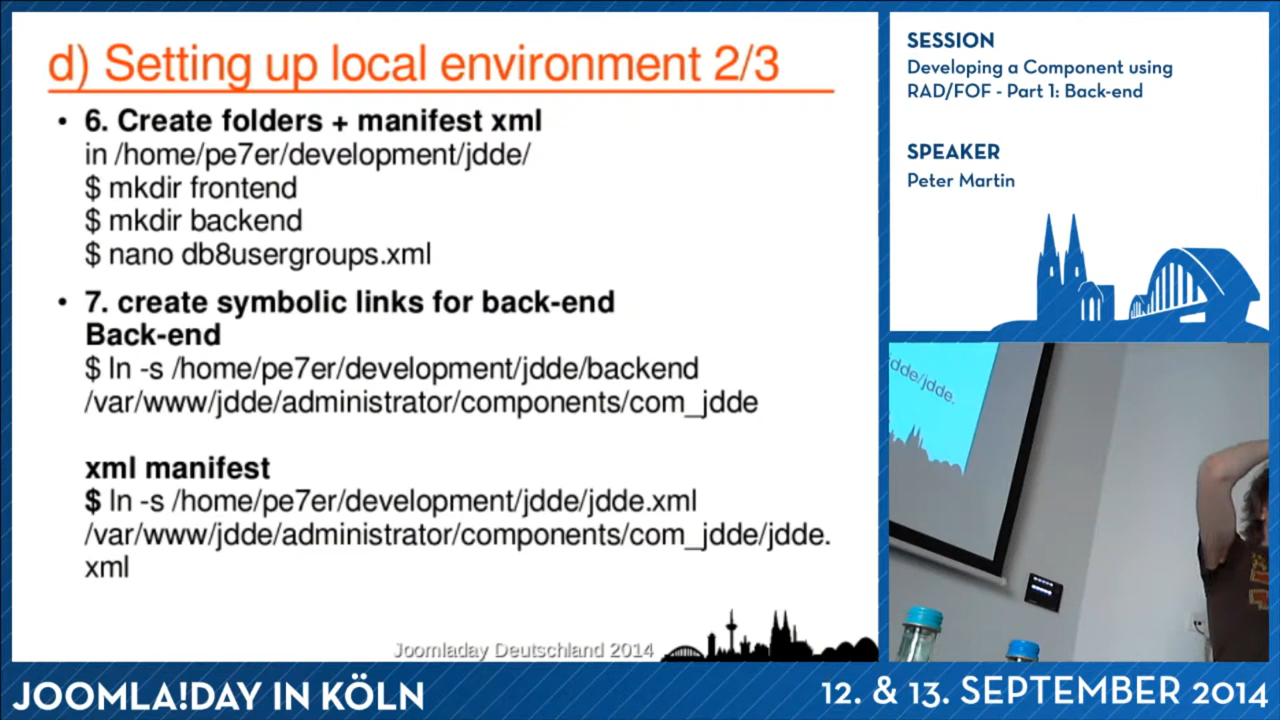 d) Setting up local environment 2/3
• 6. Create folders + manifest xml
in /home/pe7er/development/jdde/
$ mkdir frontend
$ mkdir backend
$ nano db8usergroups.xml
• 7. create symbolic links for back-end
Back-end
$ ln -s /home/pe7er/development/jdde/backend
/var/www/jdde/administrator/components/com_jdde
xml manifest
$ ln -s /home/pe7er/development/jdde/jdde.xml
/var/www/jdde/administrator/components/com_jdde/jdde.
xml
Joomladay Deutschland 2014
SESSION
Developing a Component using
RAD/FOF - Part 1: Back-end
SPEAKER
Peter Martin
dde/jdde.
JOOMLA!DAY IN KÖLN
12. & 13. SEPTEMBER 2014